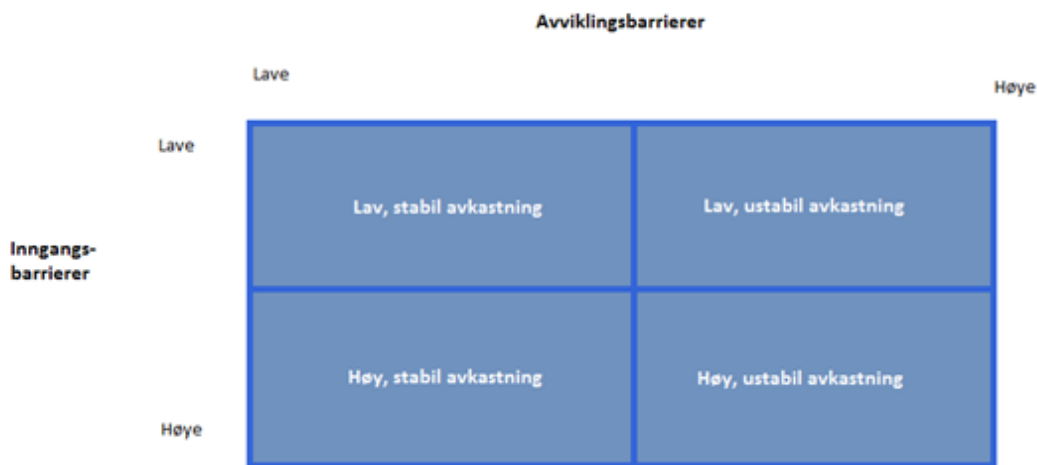 Avviklingsbarrierer
Lave
Høye
Lave
Lav, stabil avkastning
Lav, ustabil avkastning
Inngangs-
barrierer
Høy, stabil avkastning
Høy, ustabil avkastning
Høye